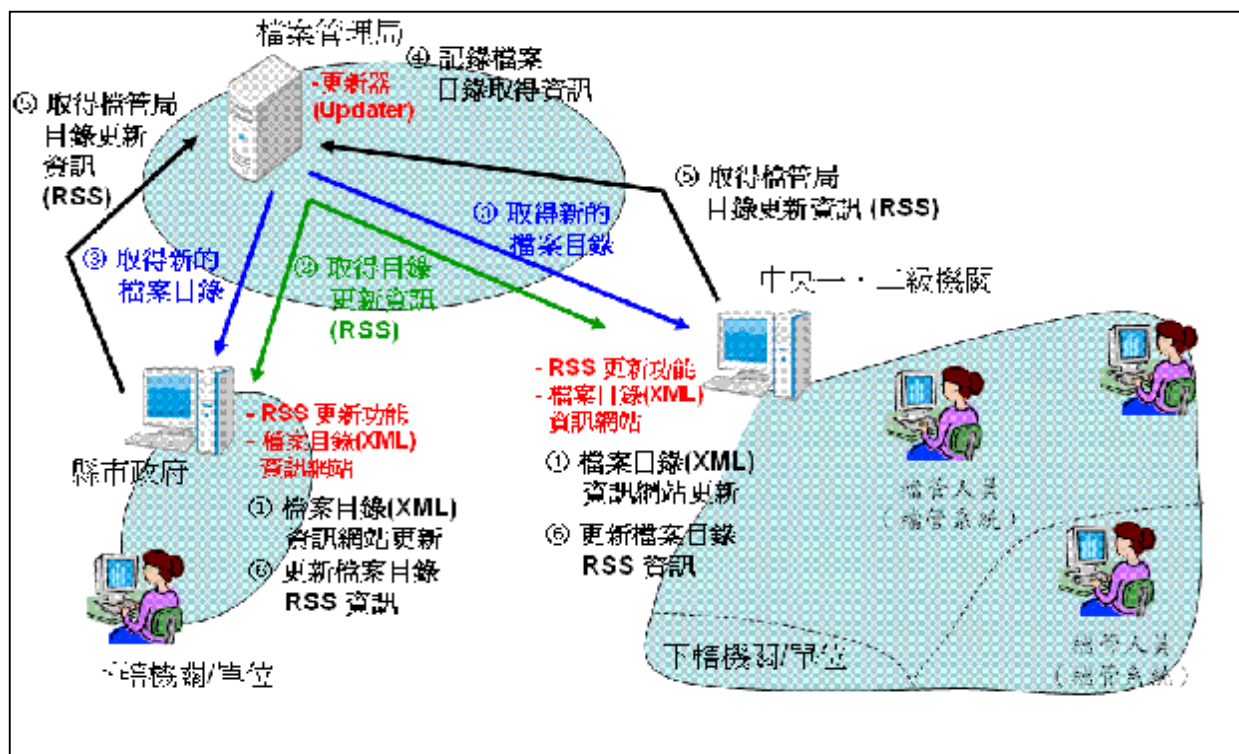 檔案管理局
-更新器
(Updater)
④ 記錄檔案
目錄取得資訊
⑤ 取得檔管局
目錄更新
資訊
(RSS)
⑤ 取得檔管局
目錄更新資訊 (RSS)
③ 取得新的
檔案目錄
③ 取得新的
檔案目錄
② 取得目錄
更新資訊
(RSS)
中央一、二級機關
- RSS 更新功能
- 檔案目錄(XML)
資訊網站
① 檔案目錄(XML)
資訊網站更新
⑥ 更新檔案目錄
RSS 資訊
縣市政府
- RSS 更新功能
- 檔案目錄(XML)
資訊網站
① 檔案目錄(XML)
資訊網站更新
⑥ 更新檔案目錄
RSS 資訊
下轄機關/單位
檔管人員
(檔管系統)
下轄機關/單位
檔管人員
(檔管系統)